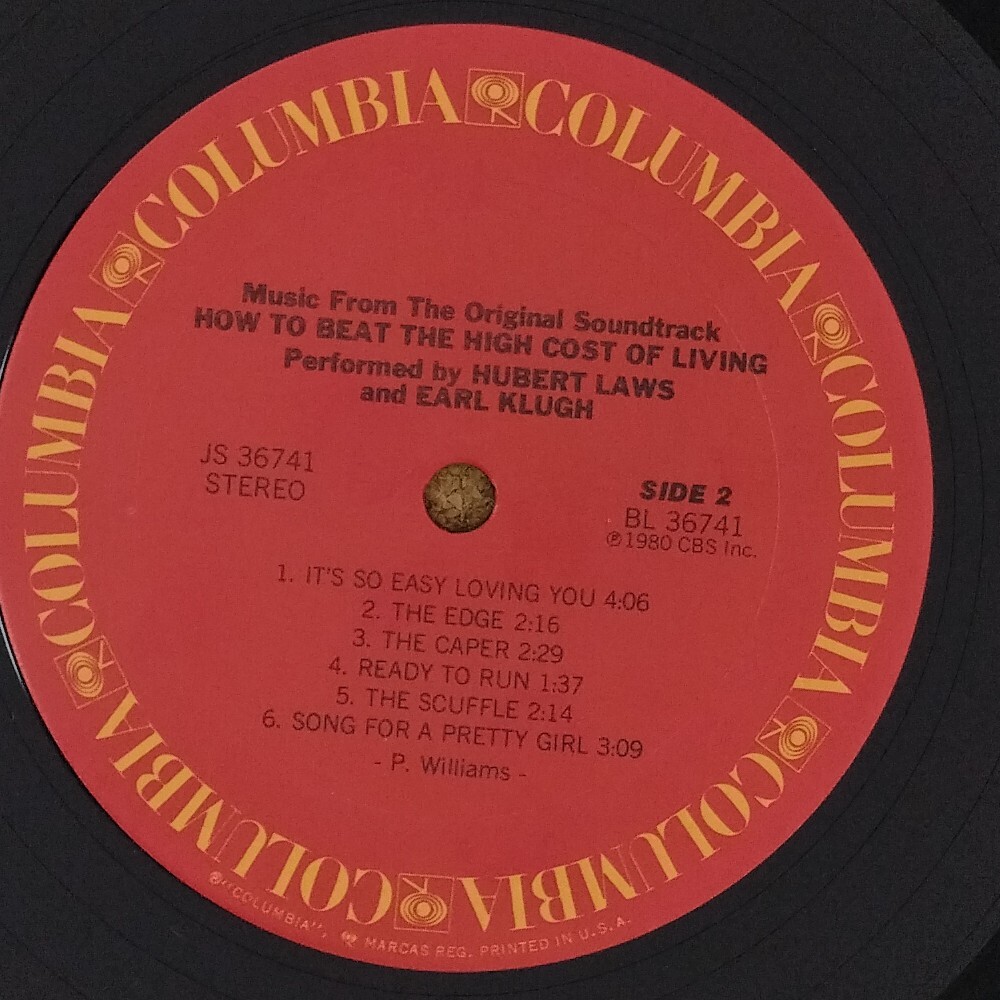 COLUMBIA COLUMBIA COLUMBIA COLUMBIA COLUMBIA COLUMBIA
Music From The Original Soundtrack
HOW TO BEAT THE HIGH COST OF LIVING
Performed by HUBERT LAWS
and EARL KLUGH
JS 36741
STEREO
SIDE 2
BL 36741
℗1980 CBS Inc.
1. IT'S SO EASY LOVING YOU 4:06
2. THE EDGE 2:16
3. THE CAPER 2:29
4. READY TO RUN 1:37
5. THE SCUFFLE 2:14
6. SONG FOR A PRETTY GIRL 3:09
- P. Williams -
®"COLUMBIA", MARCAS REG. PRINTED IN U.S.A.